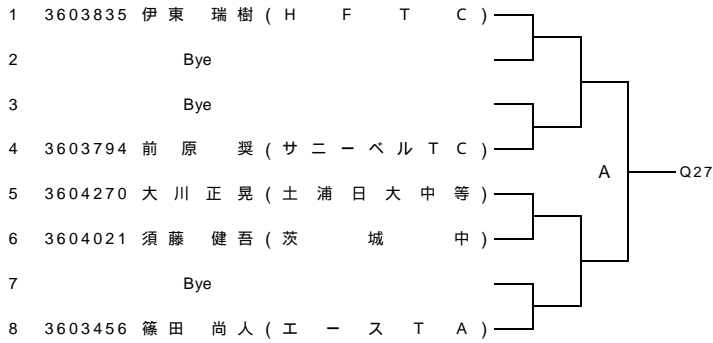 1 3603835 伊東 瑞樹 ( H F T C )
2 Bye
3 Bye
4 3603794 前原 奨 ( サニーベルTC )
5 3604270 大川正晃 ( 土浦日大中等 )
6 3604021 須藤 健吾 ( 茨城中 )
7 Bye
8 3603456 篠田 尚人 ( エースTA )
A
Q27